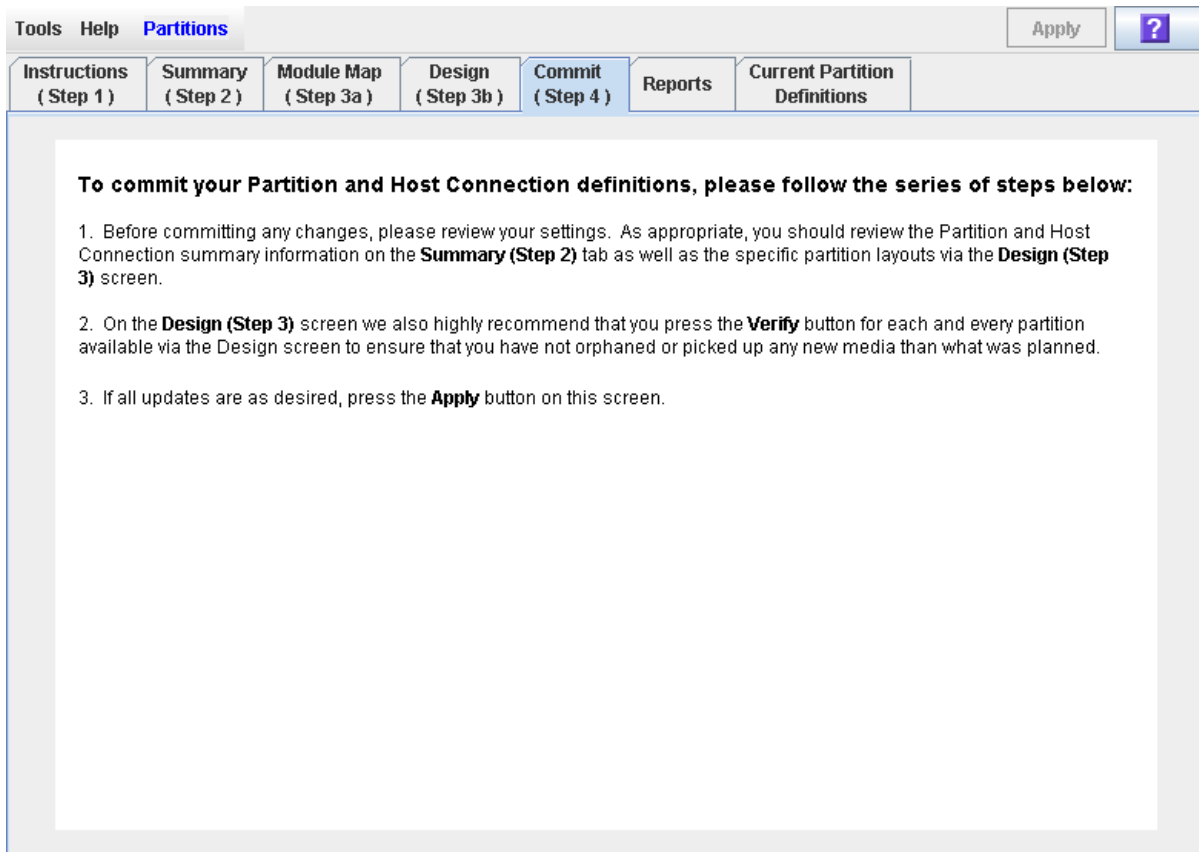 Tools Help Partitions Apply ?
Instructions Summary Module Map Design Commit Reports Current Partition
( Step 1 ) ( Step 2 ) ( Step 3a ) ( Step 3b ) ( Step 4 ) Definitions
To commit your Partition and Host Connection definitions, please follow the series of steps below:
1. Before committing any changes, please review your settings. As appropriate, you should review the Partition and Host
Connection summary information on the Summary (Step 2) tab as well as the specific partition layouts via the Design (Step
3) screen.
2. On the Design (Step 3) screen we also highly recommend that you press the Verify button for each and every partition
available via the Design screen to ensure that you have not orphaned or picked up any new media than what was planned.
3. If all updates are as desired, press the Apply button on this screen.